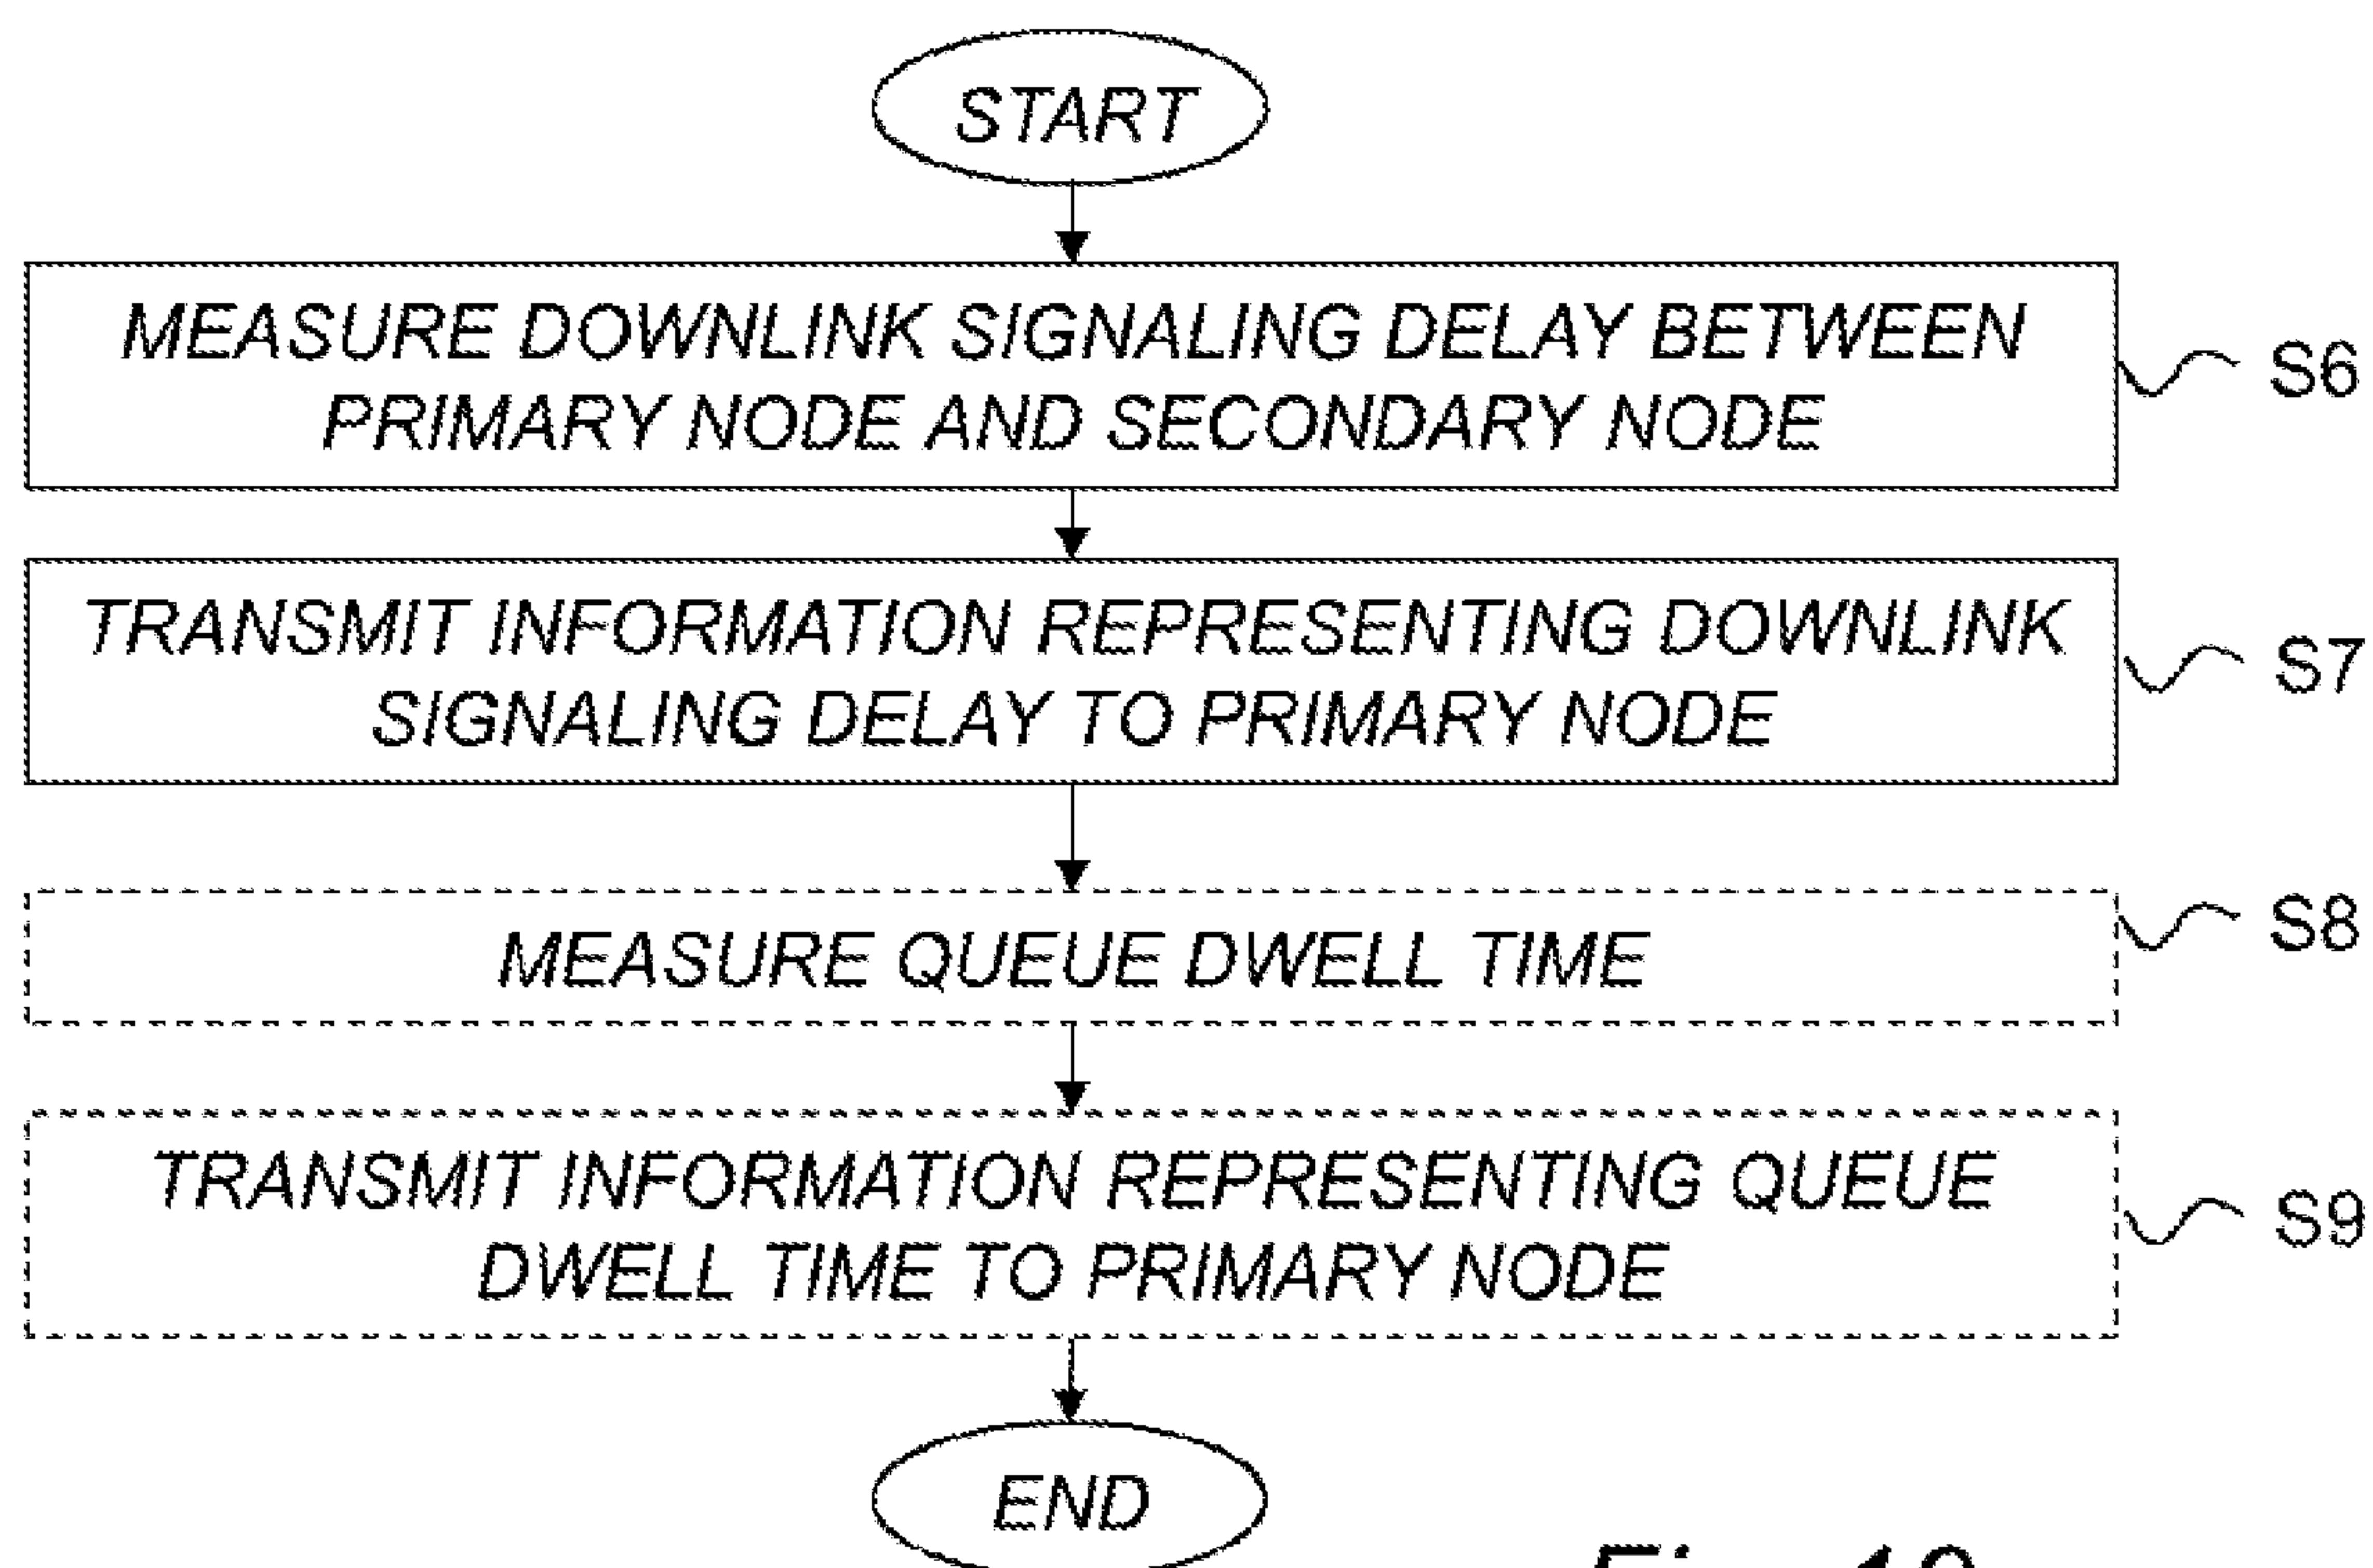 START
MEASURE DOWNLINK SIGNALING DELAY BETWEEN
PRIMARY NODE AND SECONDARY NODE
S6
TRANSMIT INFORMATION REPRESENTING DOWNLINK
SIGNALING DELAY TO PRIMARY NODE
S7
MEASURE QUEUE DWELL TIME
S8
TRANSMIT INFORMATION REPRESENTING QUEUE
DWELL TIME TO PRIMARY NODE
S9
END